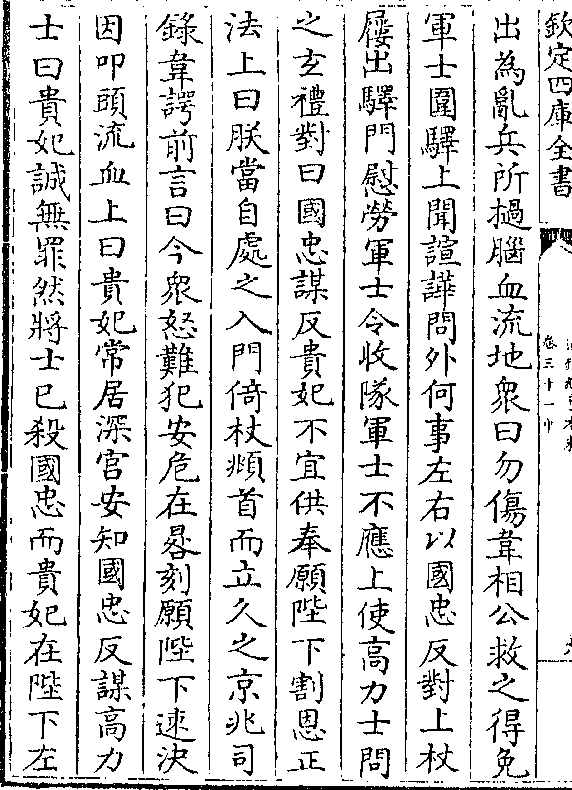 欽定四庫全書
卷三十一中
出為亂兵所撾腦血流地衆曰勿傷韋相公救之得免
軍士圍驛上聞諠譁問外何事左右以國忠反對上杖
屨出驛門慰勞軍士令收隊軍士不應上使髙力士問
之玄禮對曰國忠謀反貴妃不宜供奉願陛下割恩正
法上曰朕當自處之入門倚杖頫首而立久之京兆司
錄韋諤前言曰今衆怒難犯安危在晷刻願陛下速決
因叩頭流血上曰貴妃常居深宫安知國忠反謀髙力
士曰貴妃誠無罪然將士已殺國忠而貴妃在陛下左